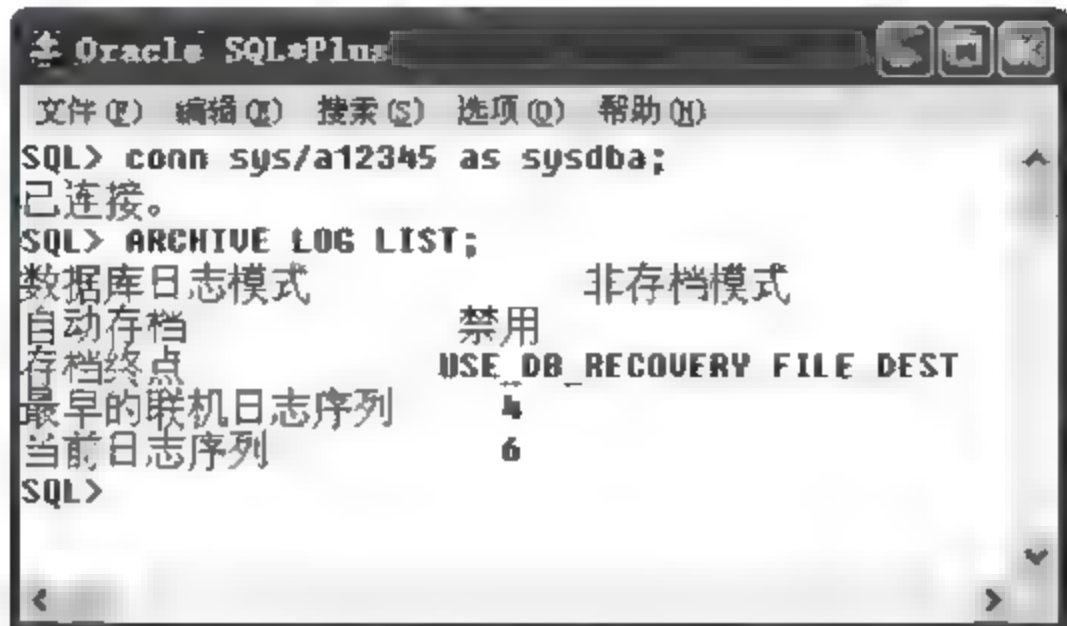 Oracle SQL*Plus
文件(F) 编辑(E) 搜索(S) 选项(O) 帮助(H)
SQL> conn sys/a12345 as sysdba;
已连接。
SQL> ARCHIVE LOG LIST;
数据库日志模式 非存档模式
自动存档 禁用
存档终点 USE_DB_RECOVERY FILE DEST
最早的联机日志序列 4
当前日志序列 6
SQL>